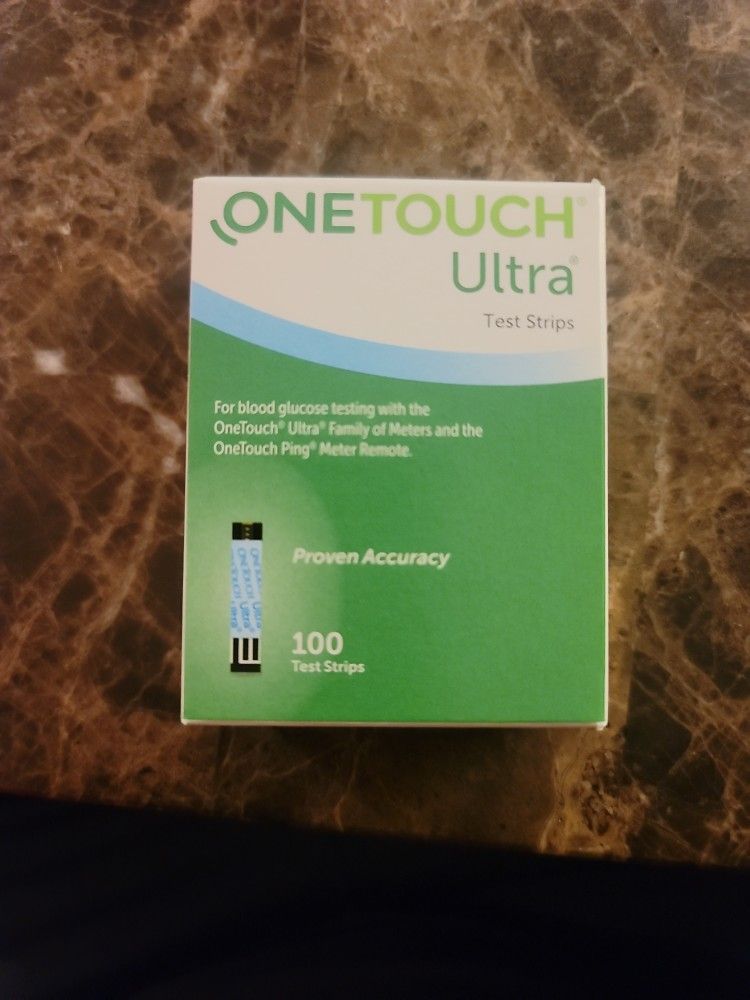 ONETOUCH®
Ultra®
Test Strips
For blood glucose testing with the
OneTouch® Ultra® Family of Meters and the
OneTouch Ping® Meter Remote.
Proven Accuracy
100
Test Strips